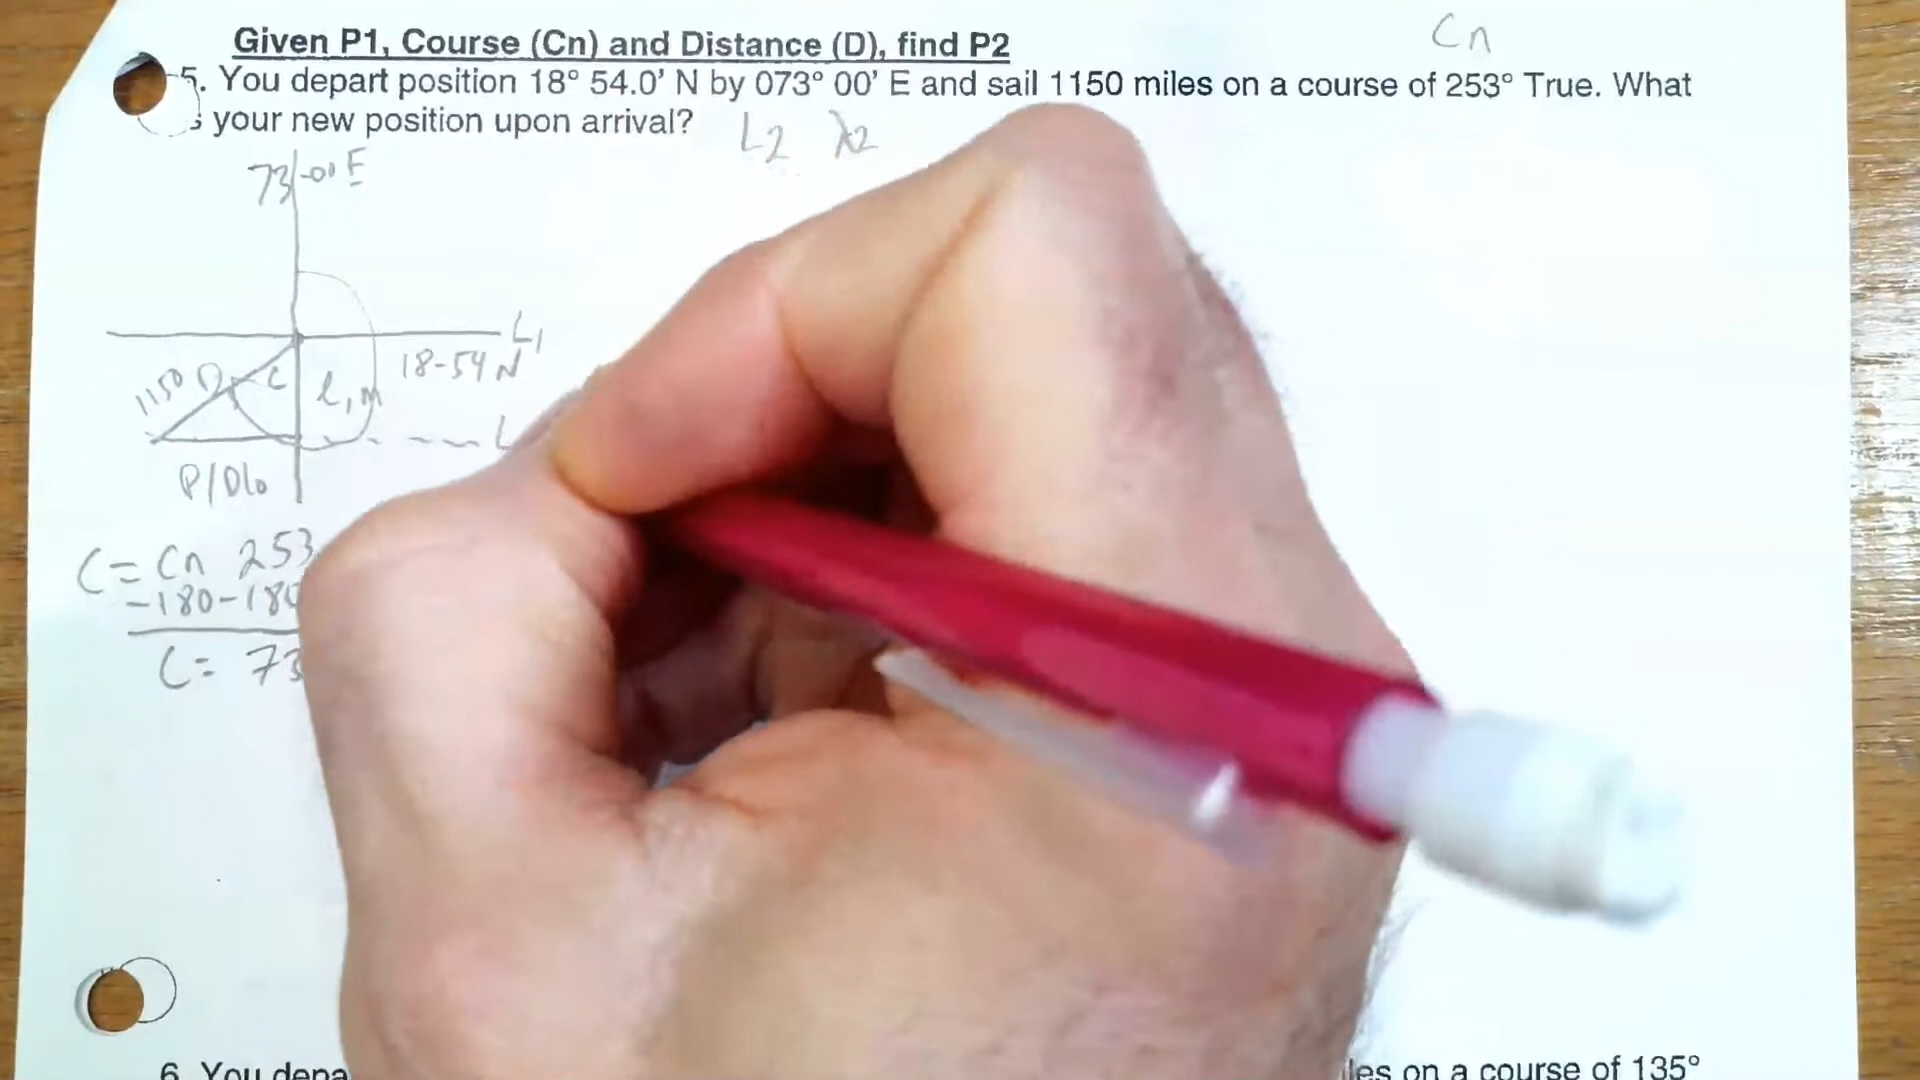 Cn
Given P1, Course (Cn) and Distance (D), find P2
5. You depart position 18° 54.0' N by 073° 00' E and sail 1150 miles on a course of 253° True. What
your new position upon arrival?
L2 λ2
73-00 E
L1
18-54 N
1150 D C l, m
L
P/Dlo
C= Cn 253
-180-180
C= 73
6. You depa
les on a course of 135°